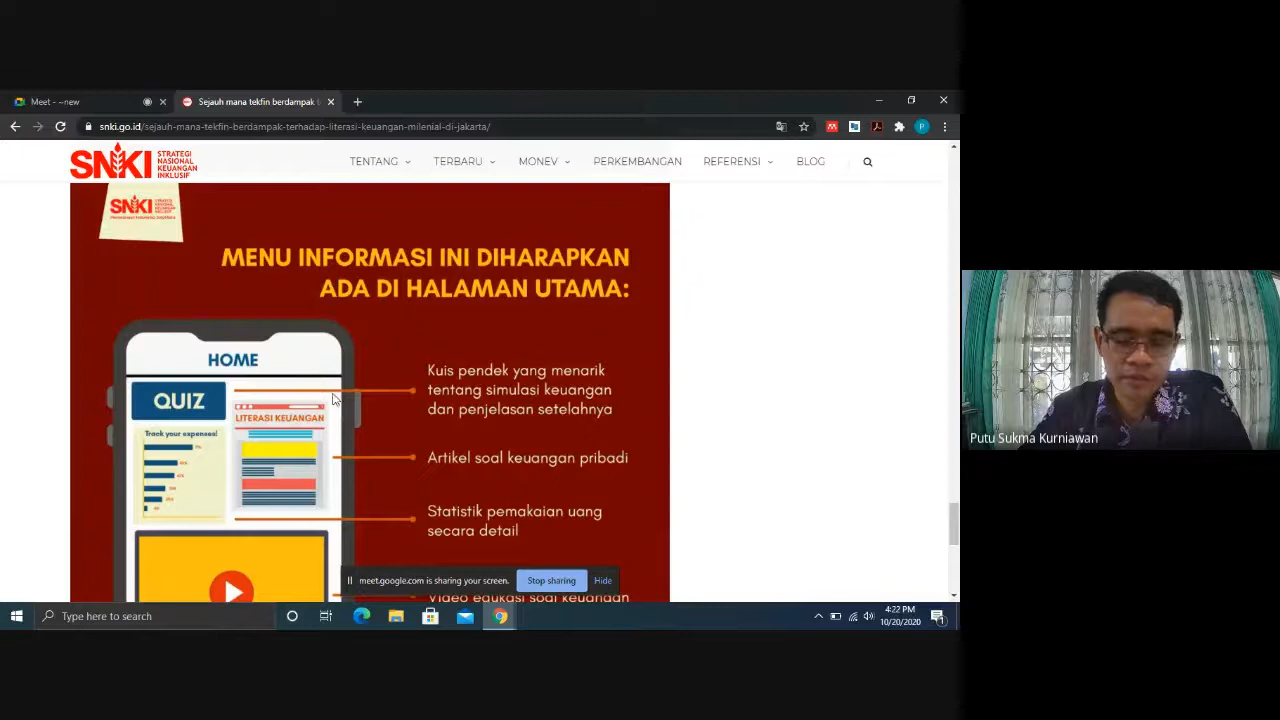 Meet - ~new
Sejauh mana tekfin berdampak t
snki.go.id/sejauh-mana-tekfin-berdampak-terhadap-literasi-keuangan-milenial-di-jakarta/
SNKI STRATEGI
NASIONAL
KEUANGAN
INKLUSIF
TENTANG TERBARU MONEV PERKEMBANGAN REFERENSI BLOG
SNKI
MENU INFORMASI INI DIHARAPKAN
ADA DI HALAMAN UTAMA:
HOME
QUIZ
LITERASI KEUANGAN
Track your expenses!
Kuis pendek yang menarik
tentang simulasi keuangan
dan penjelasan setelahnya
Artikel soal keuangan pribadi
Statistik pemakaian uang
secara detail
Video edukasi soal keuangan
meet.google.com is sharing your screen. Stop sharing Hide
Type here to search
4:22 PM
10/20/2020
Putu Sukma Kurniawan